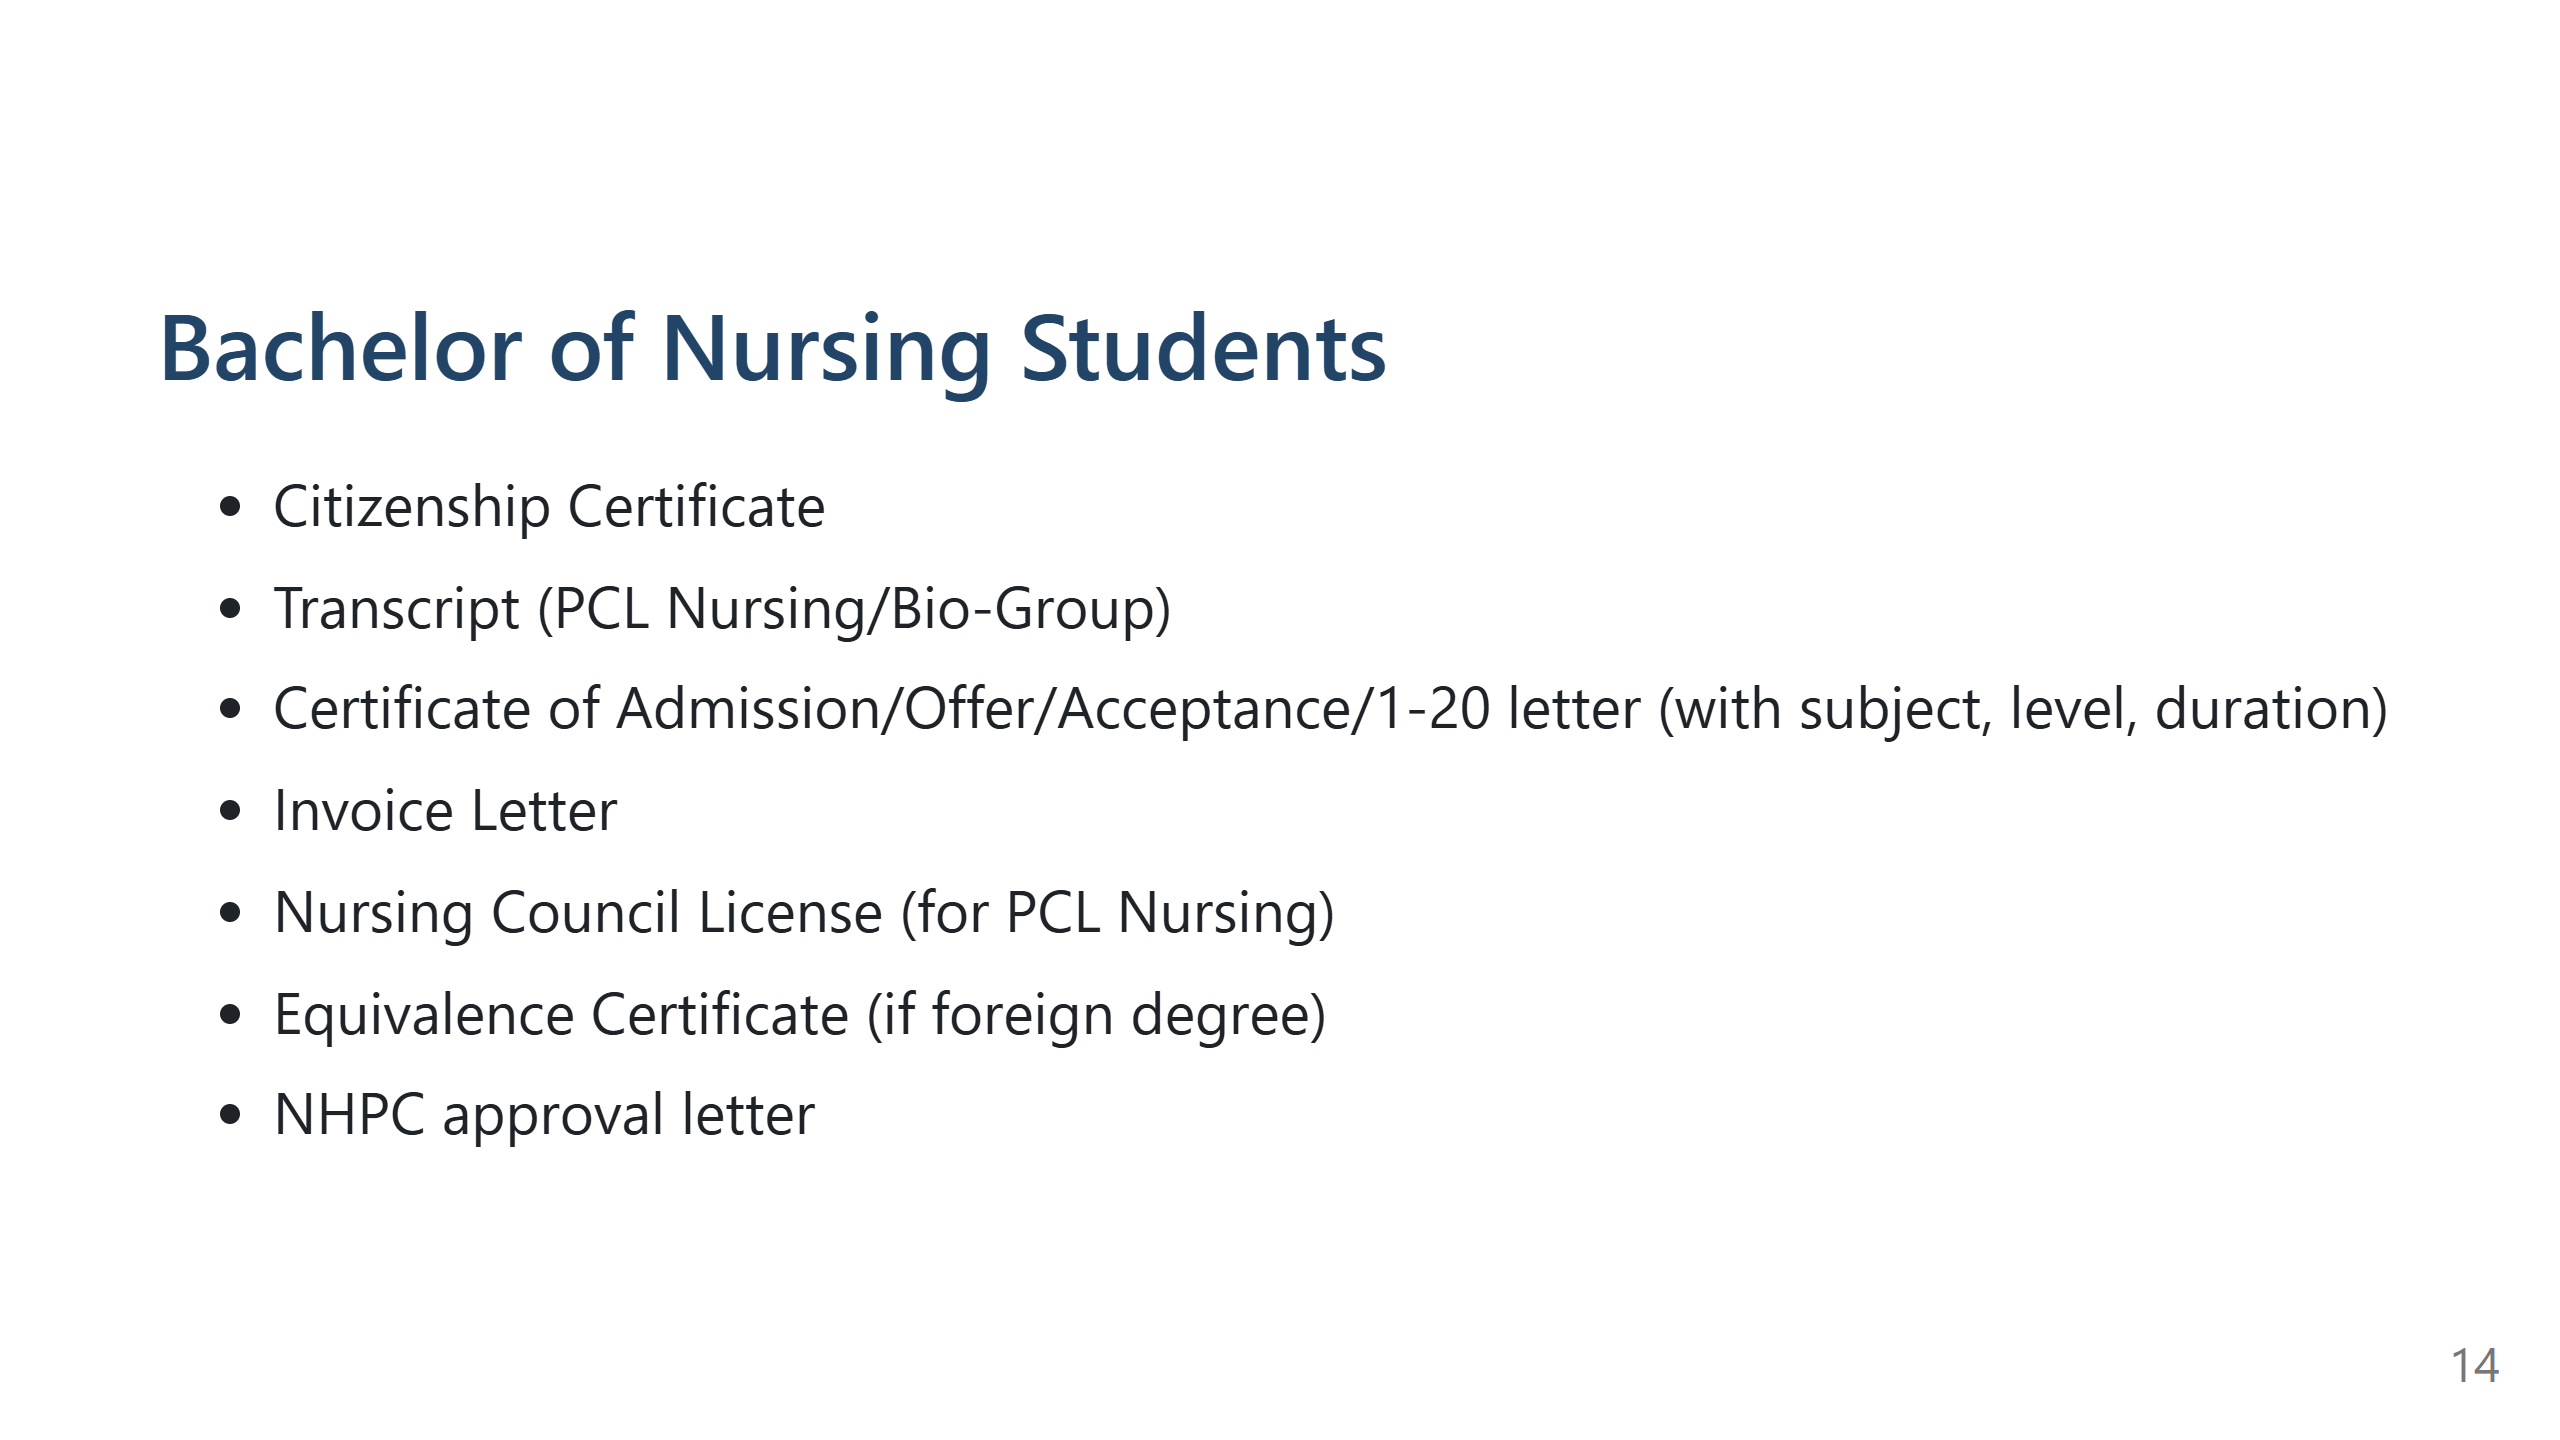 Bachelor of Nursing Students
• Citizenship Certificate
• Transcript (PCL Nursing/Bio-Group)
• Certificate of Admission/Offer/Acceptance/1-20 letter (with subject, level, duration)
• Invoice Letter
• Nursing Council License (for PCL Nursing)
• Equivalence Certificate (if foreign degree)
• NHPC approval letter
14